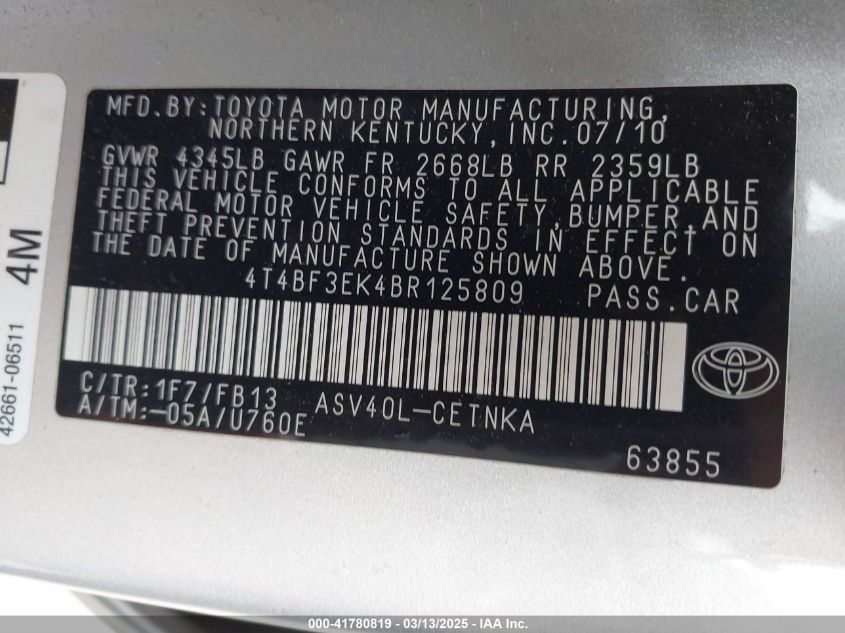 MFD.BY:TOYOTA MOTOR MANUFACTURING,
NORTHERN KENTUCKY,INC.07/10
GVWR 4345LB GAWR FR 2668LB RR 2359LB
THIS VEHICLE CONFORMS TO ALL APPLICABLE
FEDERAL MOTOR VEHICLE SAFETY,BUMPER,AND
THEFT PREVENTION STANDARDS IN EFFECT ON
THE DATE OF MANUFACTURE SHOWN ABOVE.
4T4BF3EK4BR125809 PASS.CAR
C/TR:1F7/FB13
A/TM:-05A/U760E ASV40L-CETNKA
63855
4M
42661-06511
000-41780819 | 03/13/2025 - IAA Inc.